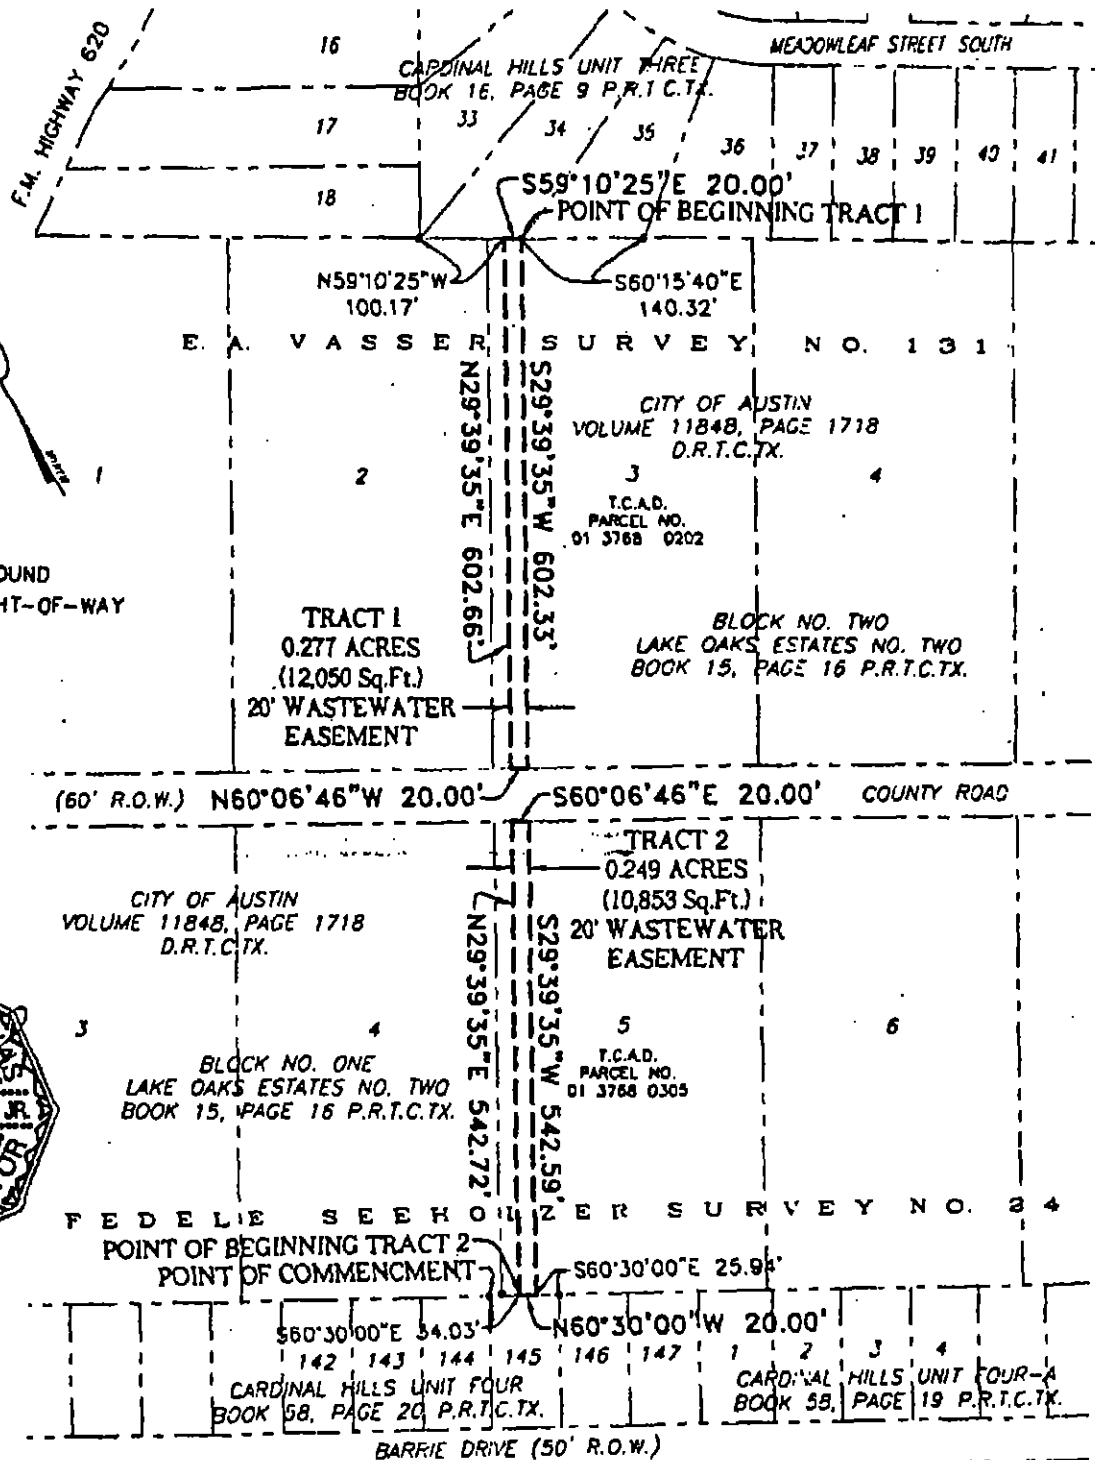 F.M. HIGHWAY 620
16
CARDINAL HILLS UNIT THREE
BOOK 16, PAGE 9 P.R.T.C.TX.
MEADOWLEAF STREET SOUTH
17
33
34
35
36
37
38
39
40
41
18
S59°10'25"E 20.00'
POINT OF BEGINNING TRACT 1
N59°10'25"W
100.17'
S60°15'40"E
140.32'
E. A. VASSER SURVEY NO. 131
N29°39'35"E 602.66'
S29°39'35"W 602.33'
CITY OF AUSTIN
VOLUME 11848, PAGE 1718
D.R.T.C.TX.
1
2
3
4
T.C.A.D.
PARCEL NO.
01 3768 0202
OUND
HT-OF-WAY
TRACT 1
0.277 ACRES
(12,050 Sq.Ft.)
20' WASTEWATER
EASEMENT
BLOCK NO. TWO
LAKE OAKS ESTATES NO. TWO
BOOK 15, PAGE 16 P.R.T.C.TX.
(60' R.O.W.) N60°06'46"W 20.00'
S60°06'46"E 20.00' COUNTY ROAD
TRACT 2
0.249 ACRES
(10,853 Sq.Ft.)
20' WASTEWATER
EASEMENT
CITY OF AUSTIN
VOLUME 11848, PAGE 1718
D.R.T.C.TX.
N29°39'35"E 542.72'
S29°39'35"W 542.59'
3
4
5
6
T.C.A.D.
PARCEL NO.
01 3768 0305
BLOCK NO. ONE
LAKE OAKS ESTATES NO. TWO
BOOK 15, PAGE 16 P.R.T.C.TX.
JR.
OR
FEDELE SEEHOLZER SURVEY NO. 34
POINT OF BEGINNING TRACT 2
POINT OF COMMENCMENT
S60°30'00"E 25.94'
S60°30'00"E 34.03'
N60°30'00"W 20.00'
142
143
144
145
146
147
1
2
3
4
CARDINAL HILLS UNIT FOUR
BOOK 58, PAGE 20 P.R.T.C.TX.
CARDINAL HILLS UNIT FOUR-A
BOOK 58, PAGE 19 P.R.T.C.TX.
BARRIE DRIVE (50' R.O.W.)